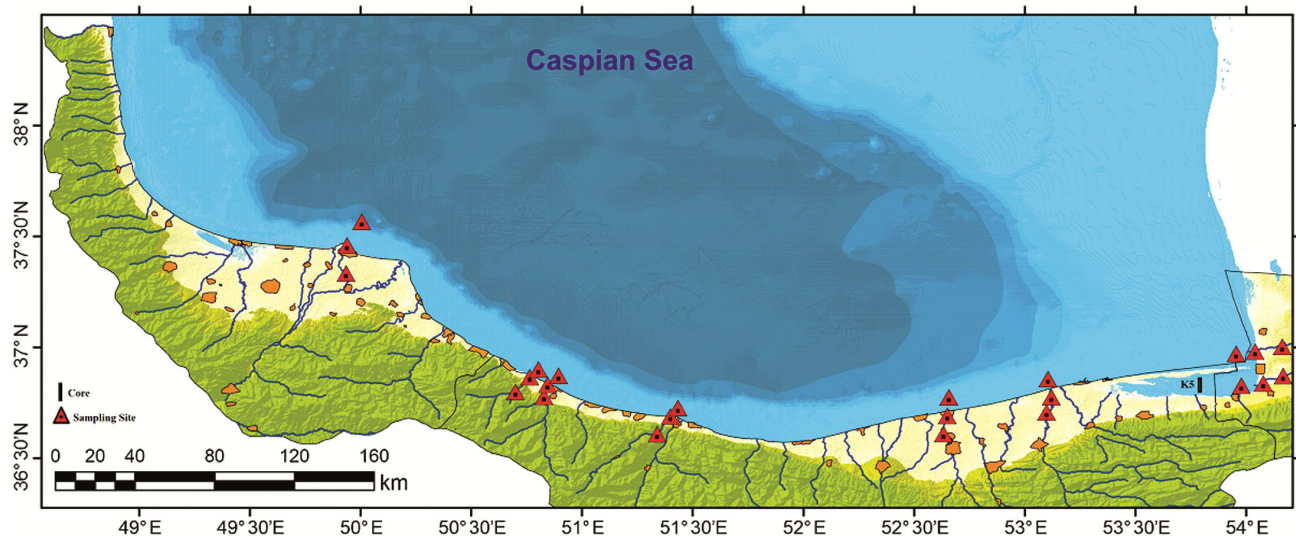 Caspian Sea
38° N
37°30'N
37° N
36°30'N
K5
Core
Sampling Site
0 20 40 80 120 160
km
49° E 49°30'E 50° E 50°30'E 51° E 51°30'E 52° E 52°30'E 53° E 53°30'E 54° E